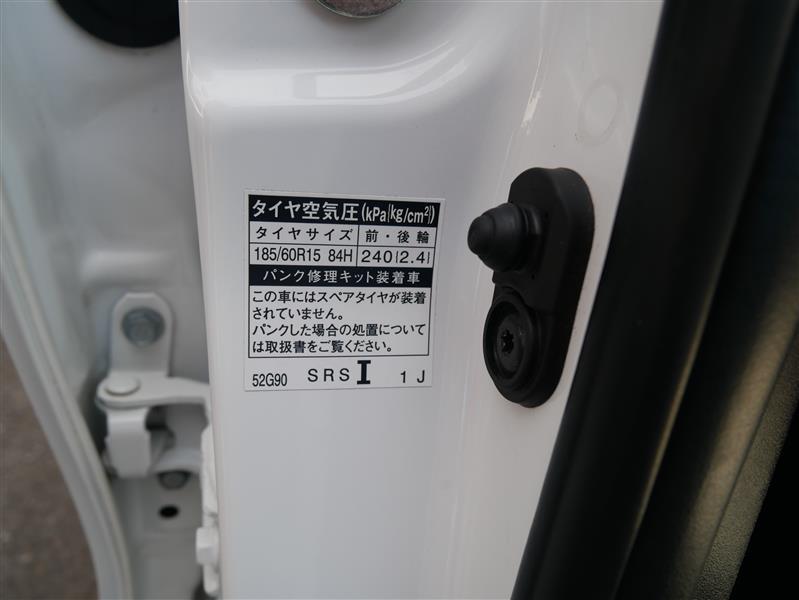 タイヤ空気圧(kPa{kg/cm²})
タイヤサイズ 前・後輪
185/60R15 84H 240{2.4}
パンク修理キット装着車
この車にはスペアタイヤが装着
されていません。
パンクした場合の処置について
は取扱書をご覧ください。
52G90 SRS I 1J